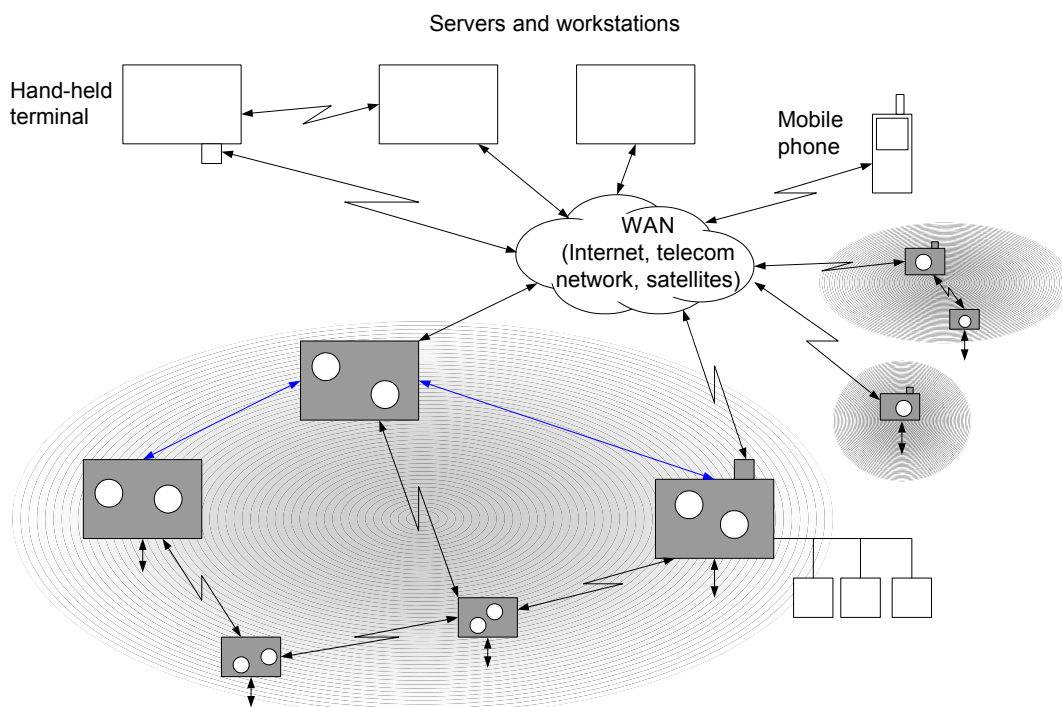 Servers and workstations
Hand-held
terminal
Mobile
phone
WAN
(Internet, telecom
network, satellites)